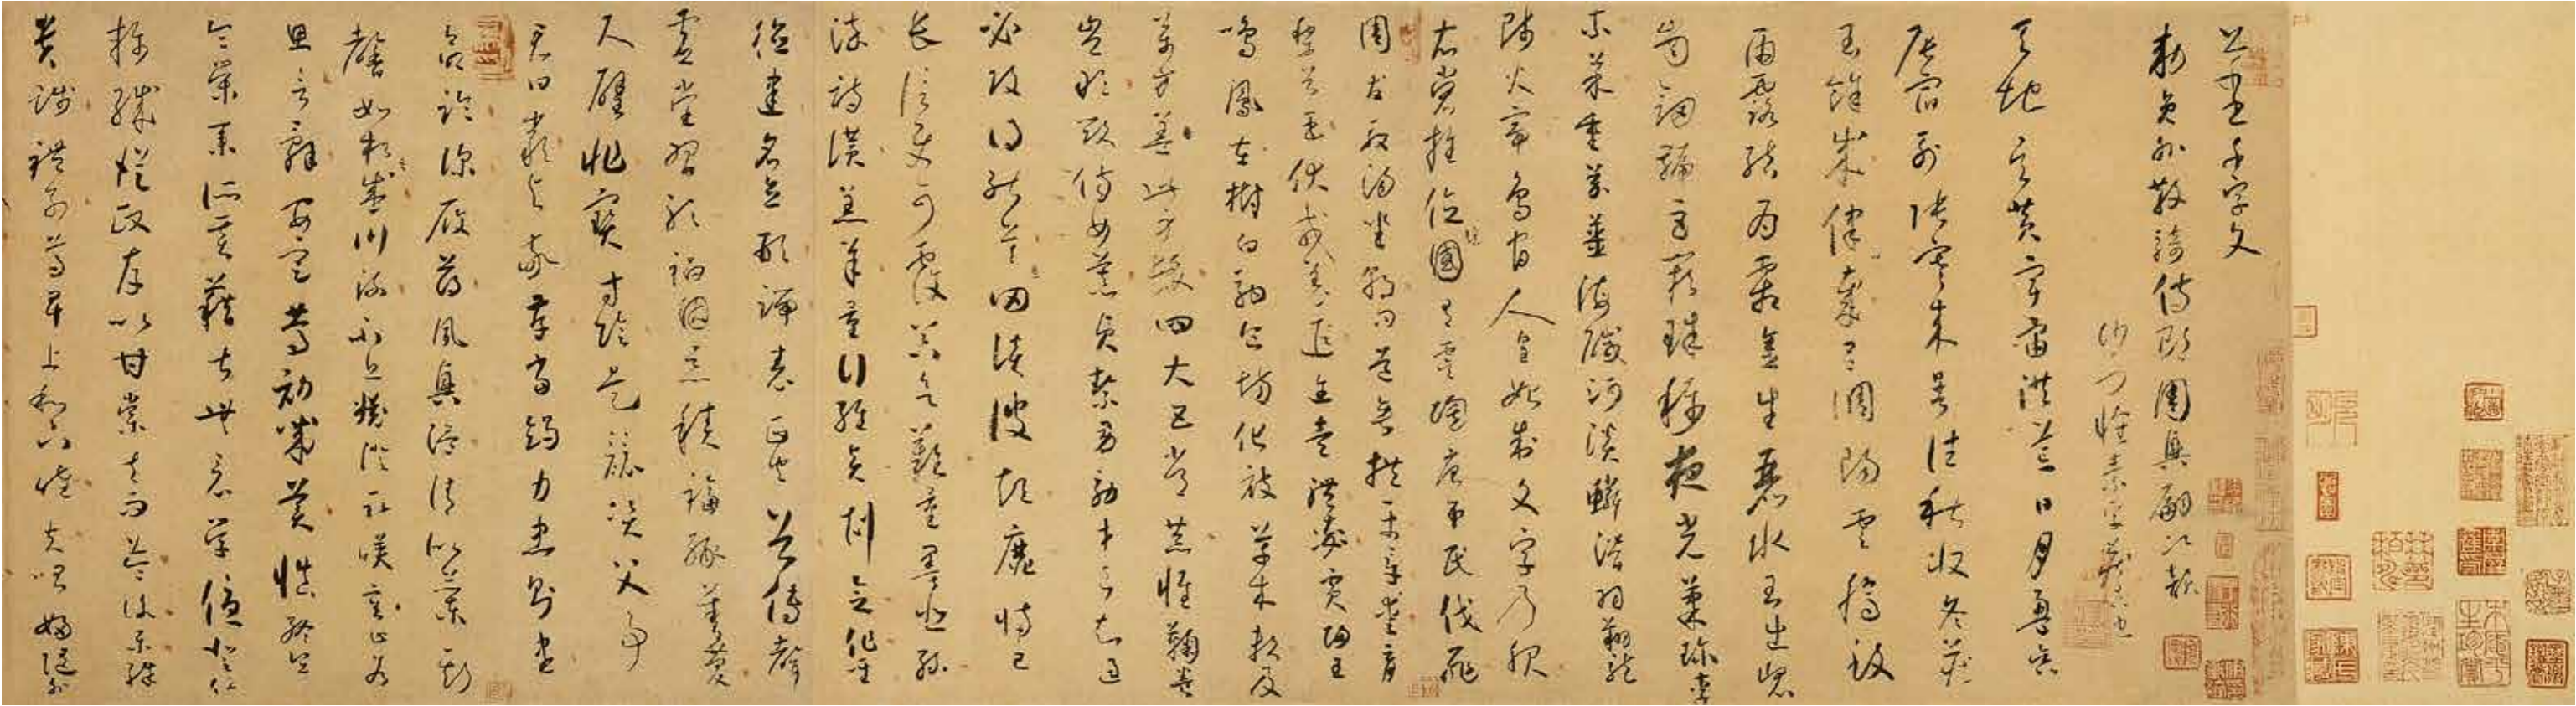 草書千字文
敕員外散騎侍郎周興嗣次韻
沙門懷素字藏真也
天地玄黃宇宙洪荒日月盈昃
辰宿列張寒來暑往秋收冬藏
閏餘成歲律呂調陽雲騰致
雨露結為霜金生麗水玉出崑
崗劍號巨闕珠稱夜光菓珍李
柰菜重芥薑海鹹河淡鱗潛羽翔龍
師火帝鳥官人皇始制文字乃服
衣裳推位讓國有虞陶唐弔民伐罪
周發殷湯坐朝問道垂拱平章愛育
黎首臣伏戎羌遐邇壹體率賓歸王
鳴鳳在樹白駒食場化被草木賴及
萬方蓋此身髮四大五常恭惟鞠養
豈敢毀傷女慕貞絜男效才良知過
必改得能莫忘罔談彼短靡恃己
長信使可覆器欲難量墨悲絲
染詩讚羔羊景行維賢剋念作聖
德建名立形端表正空谷傳聲
虛堂習聽禍因惡積福緣善慶
尺璧非寶寸陰是競資父事
君曰嚴與敬孝當竭力忠則盡
命臨深履薄夙興溫凊似蘭斯
馨如松之盛川流不息淵澄取映容止若
思言辭安定篤初誠美慎終宜
令榮業所基籍甚無竟學優登仕
攝職從政存以甘棠去而益詠樂殊
貴賤禮別尊卑上和下睦夫唱婦隨外